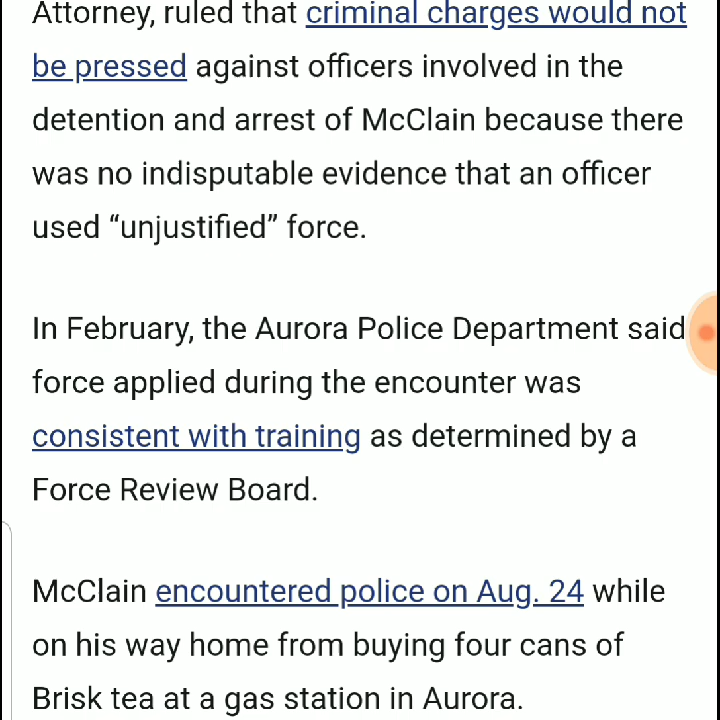 Attorney, ruled that criminal charges would not
be pressed against officers involved in the
detention and arrest of McClain because there
was no indisputable evidence that an officer
used “unjustified” force.
In February, the Aurora Police Department said
force applied during the encounter was
consistent with training as determined by a
Force Review Board.
McClain encountered police on Aug. 24 while
on his way home from buying four cans of
Brisk tea at a gas station in Aurora.